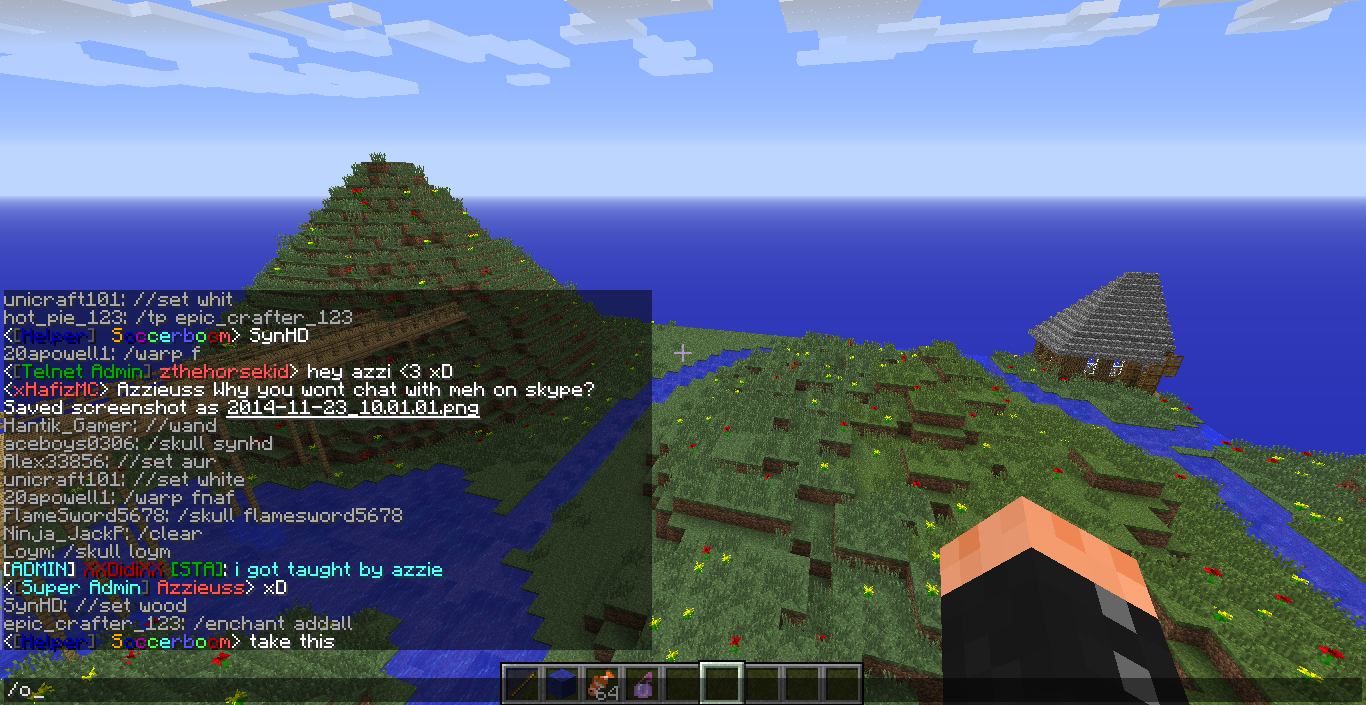 unicraft101: //set whit
hot_pie_123: /tp epic_crafter_123
<[Helper] Soccerboom> SynHD
20apowell1: /warp f
<[Telnet Admin] zthehorsekid> hey azzi <3 xD
<xHafizMC> Azzieuss Why you wont chat with meh on skype?
Saved screenshot as 2014-11-23_10.01.01.png
Hantik_Gamer: //wand
aceboys0306: /skull synhd
Alex33856: //set aur
unicraft101: //set white
20apowell1: /warp fnaf
FlameSword5678: /skull flamesword5678
Ninja_JackP: /clear
Loym: /skull loym
[ADMIN] XxDidiXX [STA]: i got taught by azzie
<[Super Admin] Azzieuss> xD
SynHD: //set wood
epic_crafter_123: /enchant addall
<[Helper] Soccerboom> take this
64
/o_